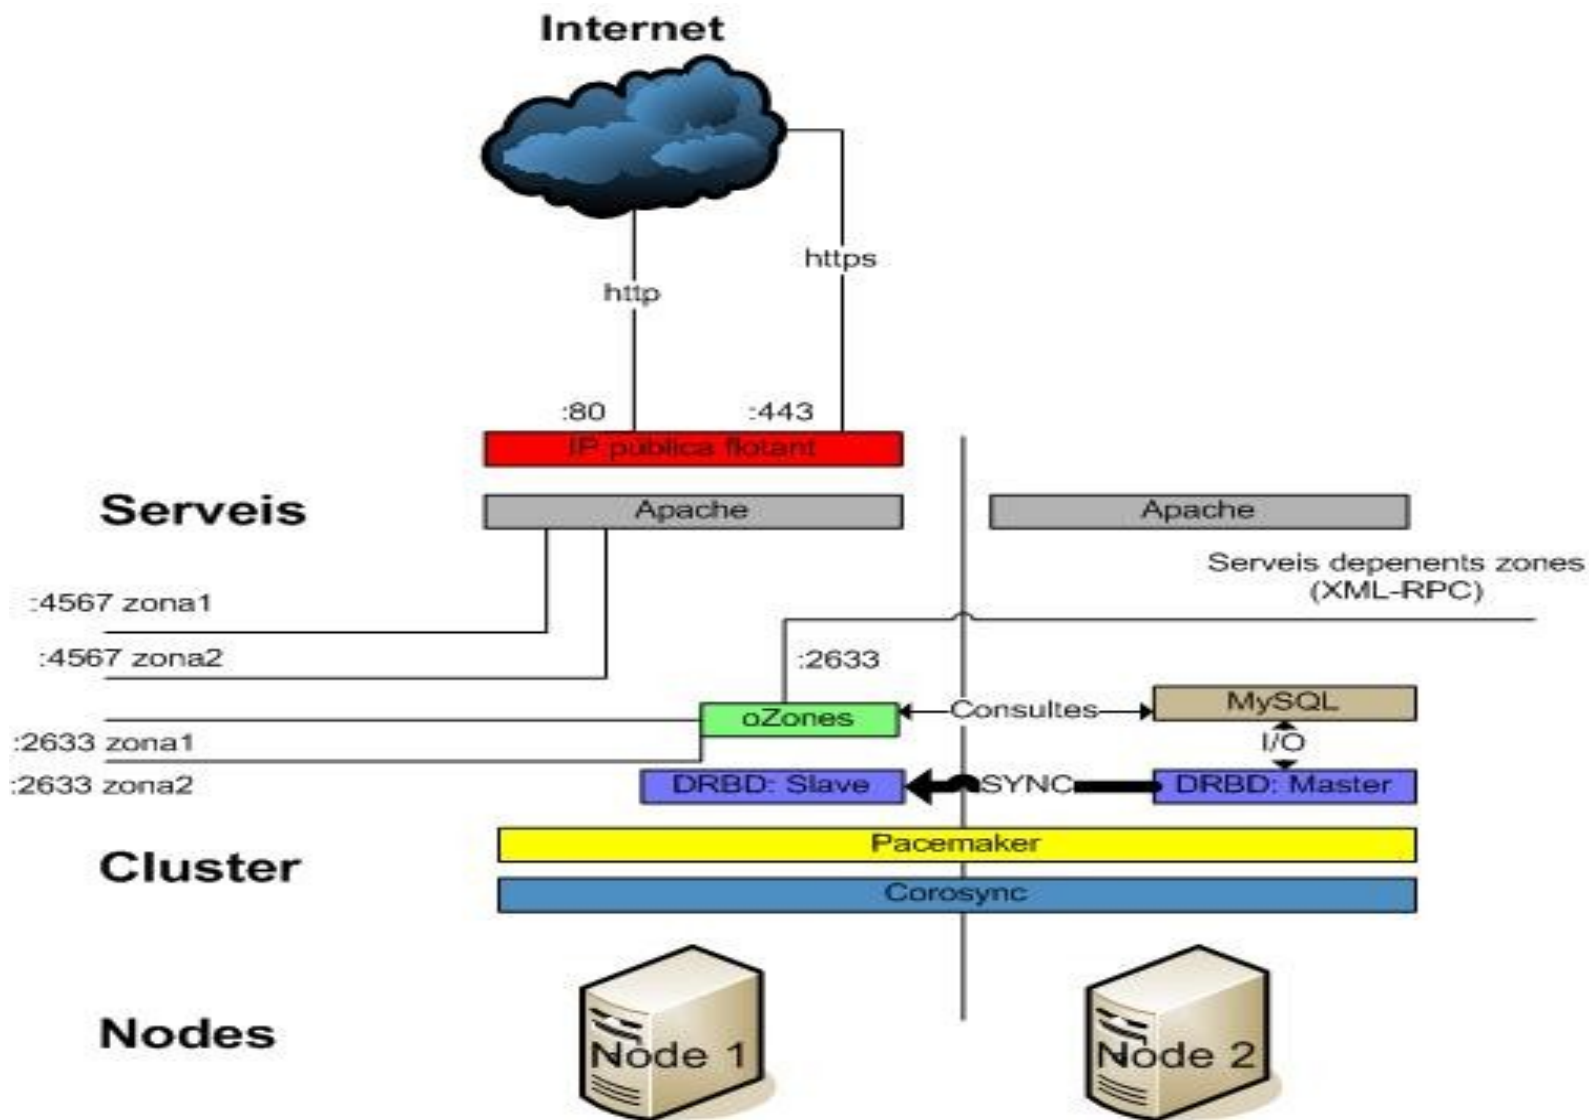 Internet
https
http
:80
:443
IP pública flotant
Serveis
Apache
Apache
Serveis depenents zones
(XML-RPC)
:4567 zona1
:4567 zona2
:2633
oZones
Consultes
MySQL
I/O
:2633 zona1
:2633 zona2
DRBD: Slave
SYNC
DRBD: Master
Cluster
Pacemaker
Corosync
Nodes
Node 1
Node 2